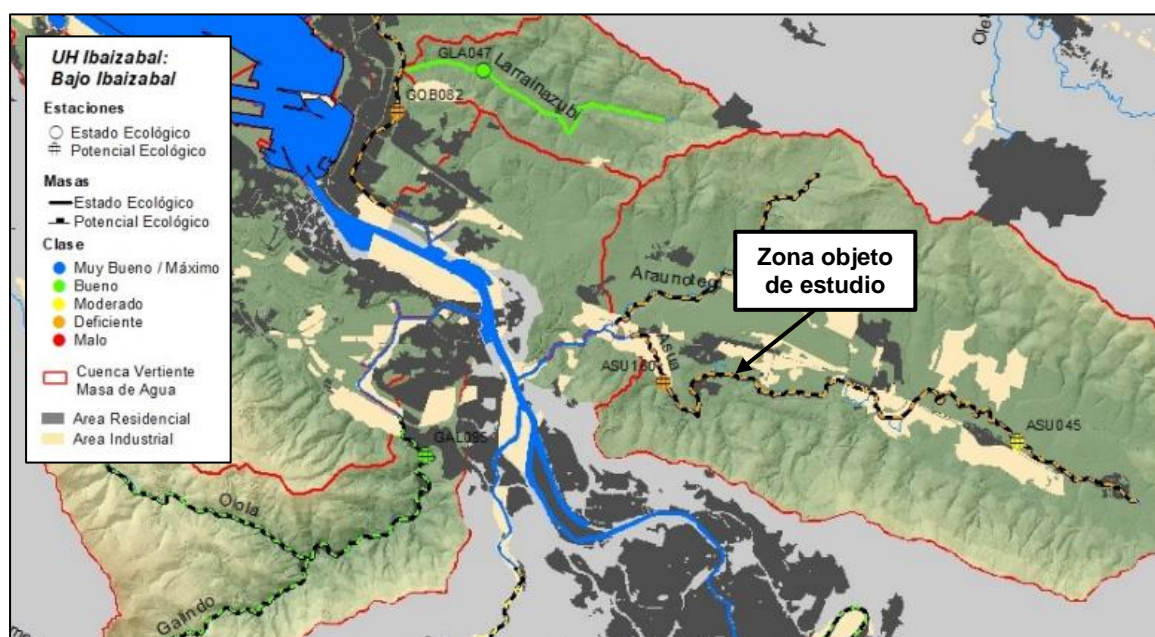 UH Ibaizabal:
Bajo Ibaizabal
Estaciones
Estado Ecológico
Potencial Ecológico
Masas
Estado Ecológico
Potencial Ecológico
Clase
Muy Bueno / Máximo
Bueno
Moderado
Deficiente
Malo
Cuenca Vertiente
Masa de Agua
Area Residencial
Area Industrial
GLA047
Larrainazubi
GOB082
Olea
Araunotegi
Zona objeto
de estudio
Asua
ASU160
ASU045
GAL095
Oiola
Galindo